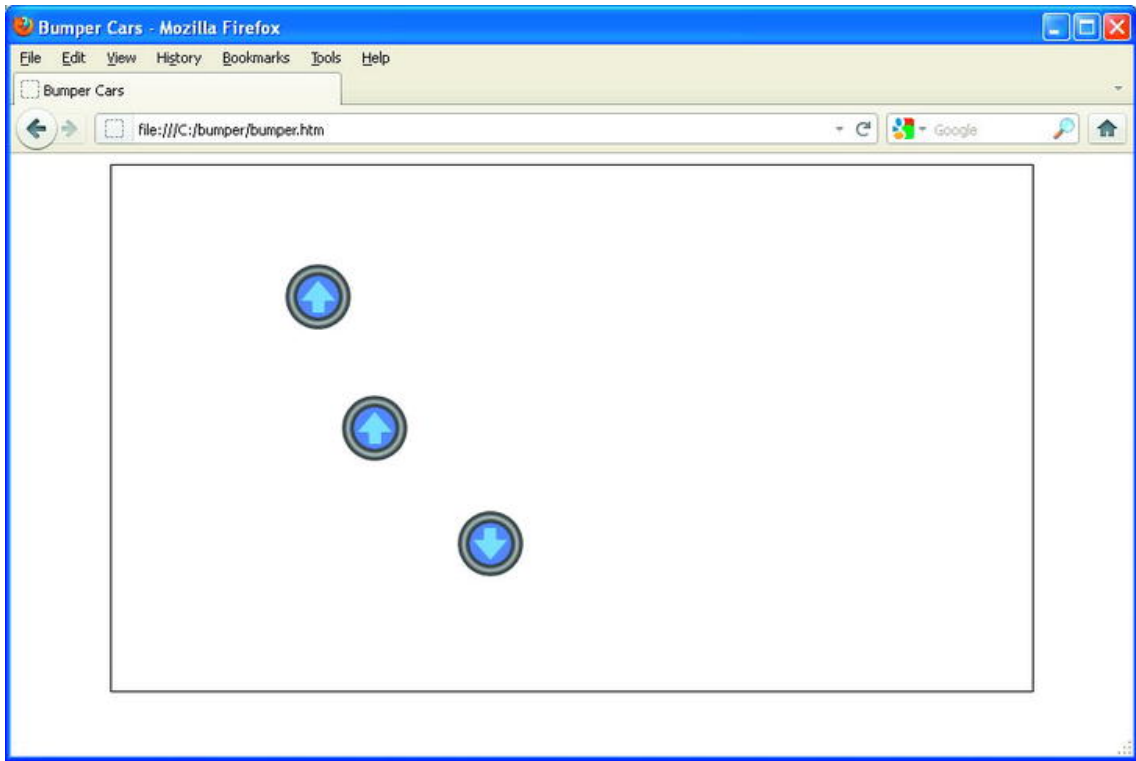 Bumper Cars - Mozilla Firefox
File Edit View History Bookmarks Tools Help
Bumper Cars
file:///C:/bumper/bumper.htm Google